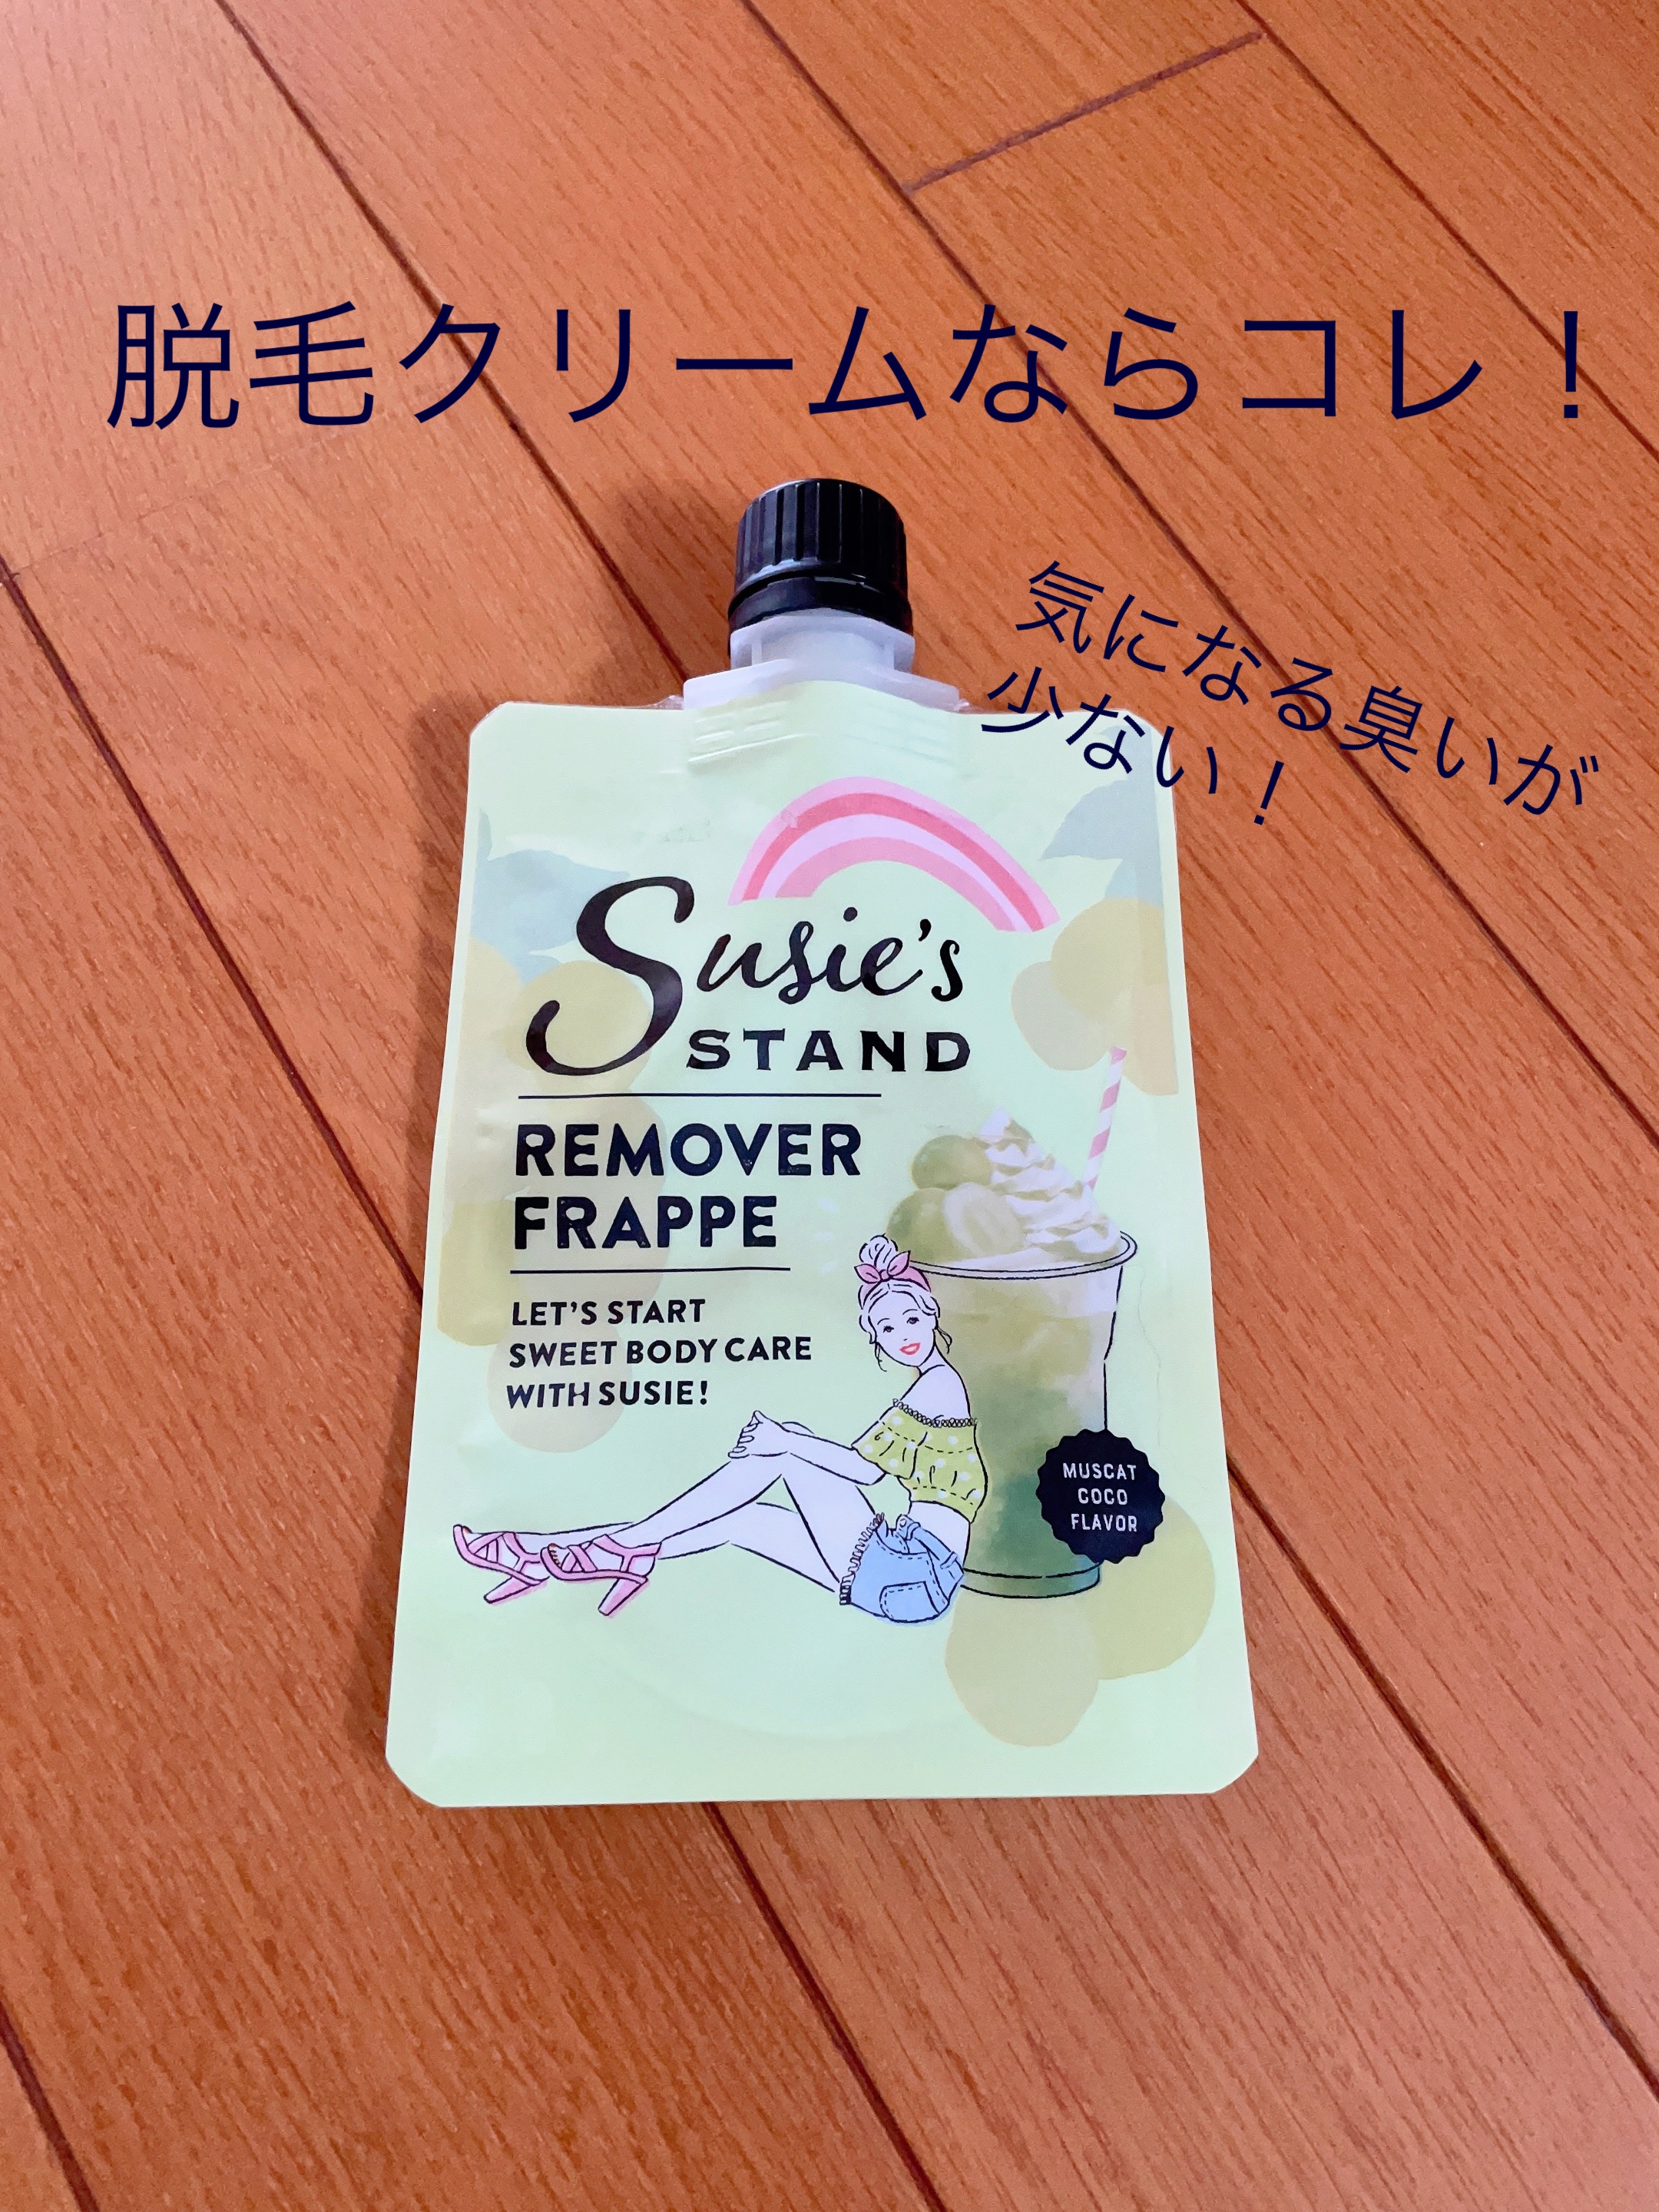 脱毛クリームならコレ！
気になる臭いが
少ない！
Susie's
STAND
REMOVER
FRAPPE
LET'S START
SWEET BODY CARE
WITH SUSIE!
MUSCAT
COCO
FLAVOR